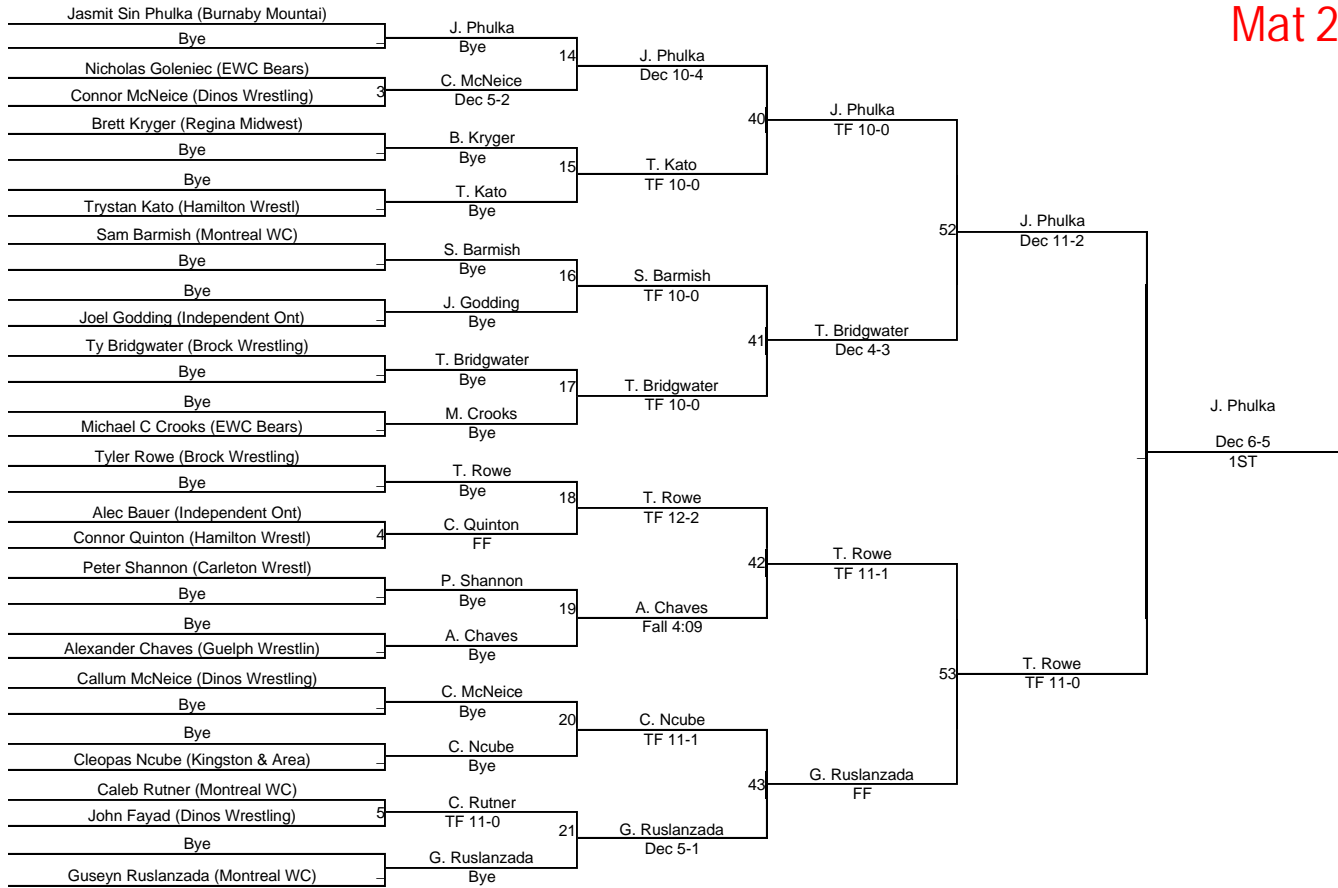 Mat 2
Jasmit Sin Phulka (Burnaby Mountai)
Bye
Nicholas Goleniec (EWC Bears)
Connor McNeice (Dinos Wrestling)
3
Brett Kryger (Regina Midwest)
Bye
Bye
Trystan Kato (Hamilton Wrestl)
Sam Barmish (Montreal WC)
Bye
Bye
Joel Godding (Independent Ont)
Ty Bridgwater (Brock Wrestling)
Bye
Bye
Michael C Crooks (EWC Bears)
Tyler Rowe (Brock Wrestling)
Bye
Alec Bauer (Independent Ont)
Connor Quinton (Hamilton Wrestl)
4
Peter Shannon (Carleton Wrestl)
Bye
Bye
Alexander Chaves (Guelph Wrestlin)
Callum McNeice (Dinos Wrestling)
Bye
Bye
Cleopas Ncube (Kingston & Area)
Caleb Rutner (Montreal WC)
John Fayad (Dinos Wrestling)
5
Bye
Guseyn Ruslanzada (Montreal WC)
J. Phulka
Bye
14
C. McNeice
Dec 5-2
B. Kryger
Bye
15
T. Kato
Bye
S. Barmish
Bye
16
J. Godding
Bye
T. Bridgwater
Bye
17
M. Crooks
Bye
T. Rowe
Bye
18
C. Quinton
FF
P. Shannon
Bye
19
A. Chaves
Bye
C. McNeice
Bye
20
C. Ncube
Bye
C. Rutner
TF 11-0
21
G. Ruslanzada
Bye
J. Phulka
Dec 10-4
40
T. Kato
TF 10-0
S. Barmish
TF 10-0
41
T. Bridgwater
TF 10-0
T. Rowe
TF 12-2
42
A. Chaves
Fall 4:09
C. Ncube
TF 11-1
43
G. Ruslanzada
Dec 5-1
J. Phulka
TF 10-0
52
T. Bridgwater
Dec 4-3
T. Rowe
TF 11-1
53
G. Ruslanzada
FF
J. Phulka
Dec 11-2
T. Rowe
TF 11-0
J. Phulka
Dec 6-5
1ST